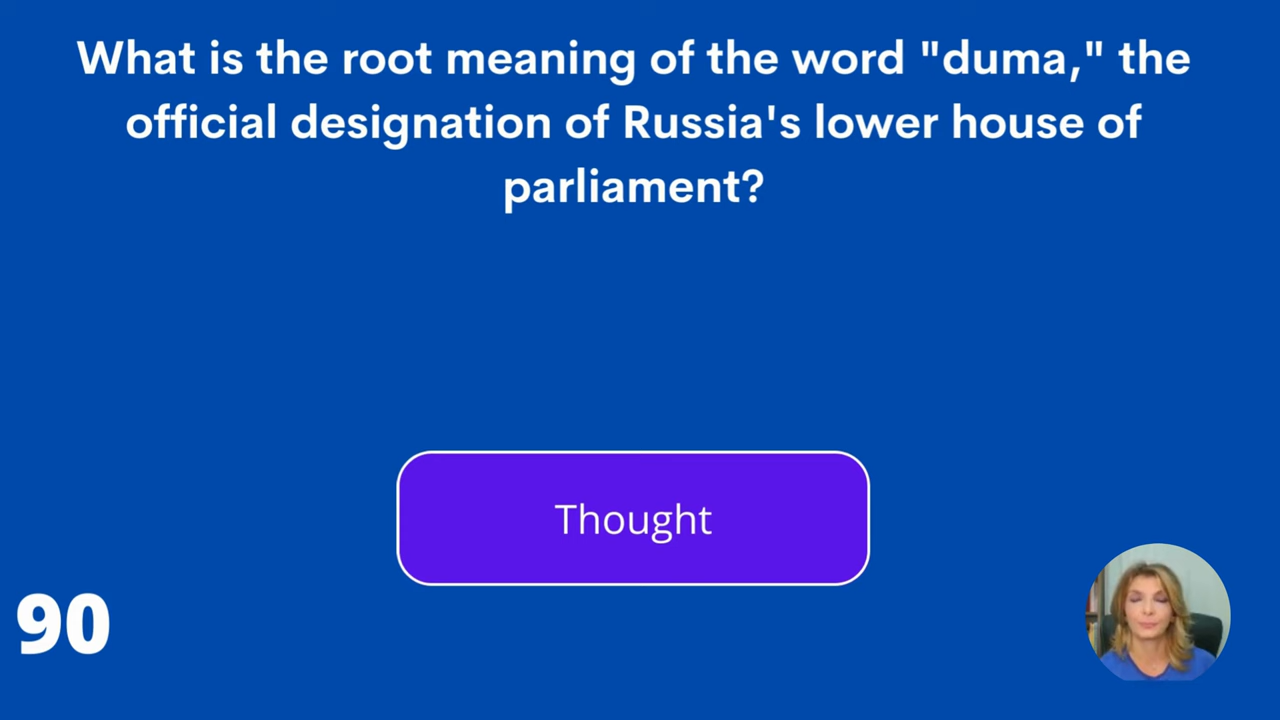 What is the root meaning of the word "duma," the
official designation of Russia's lower house of
parliament?
Thought
90